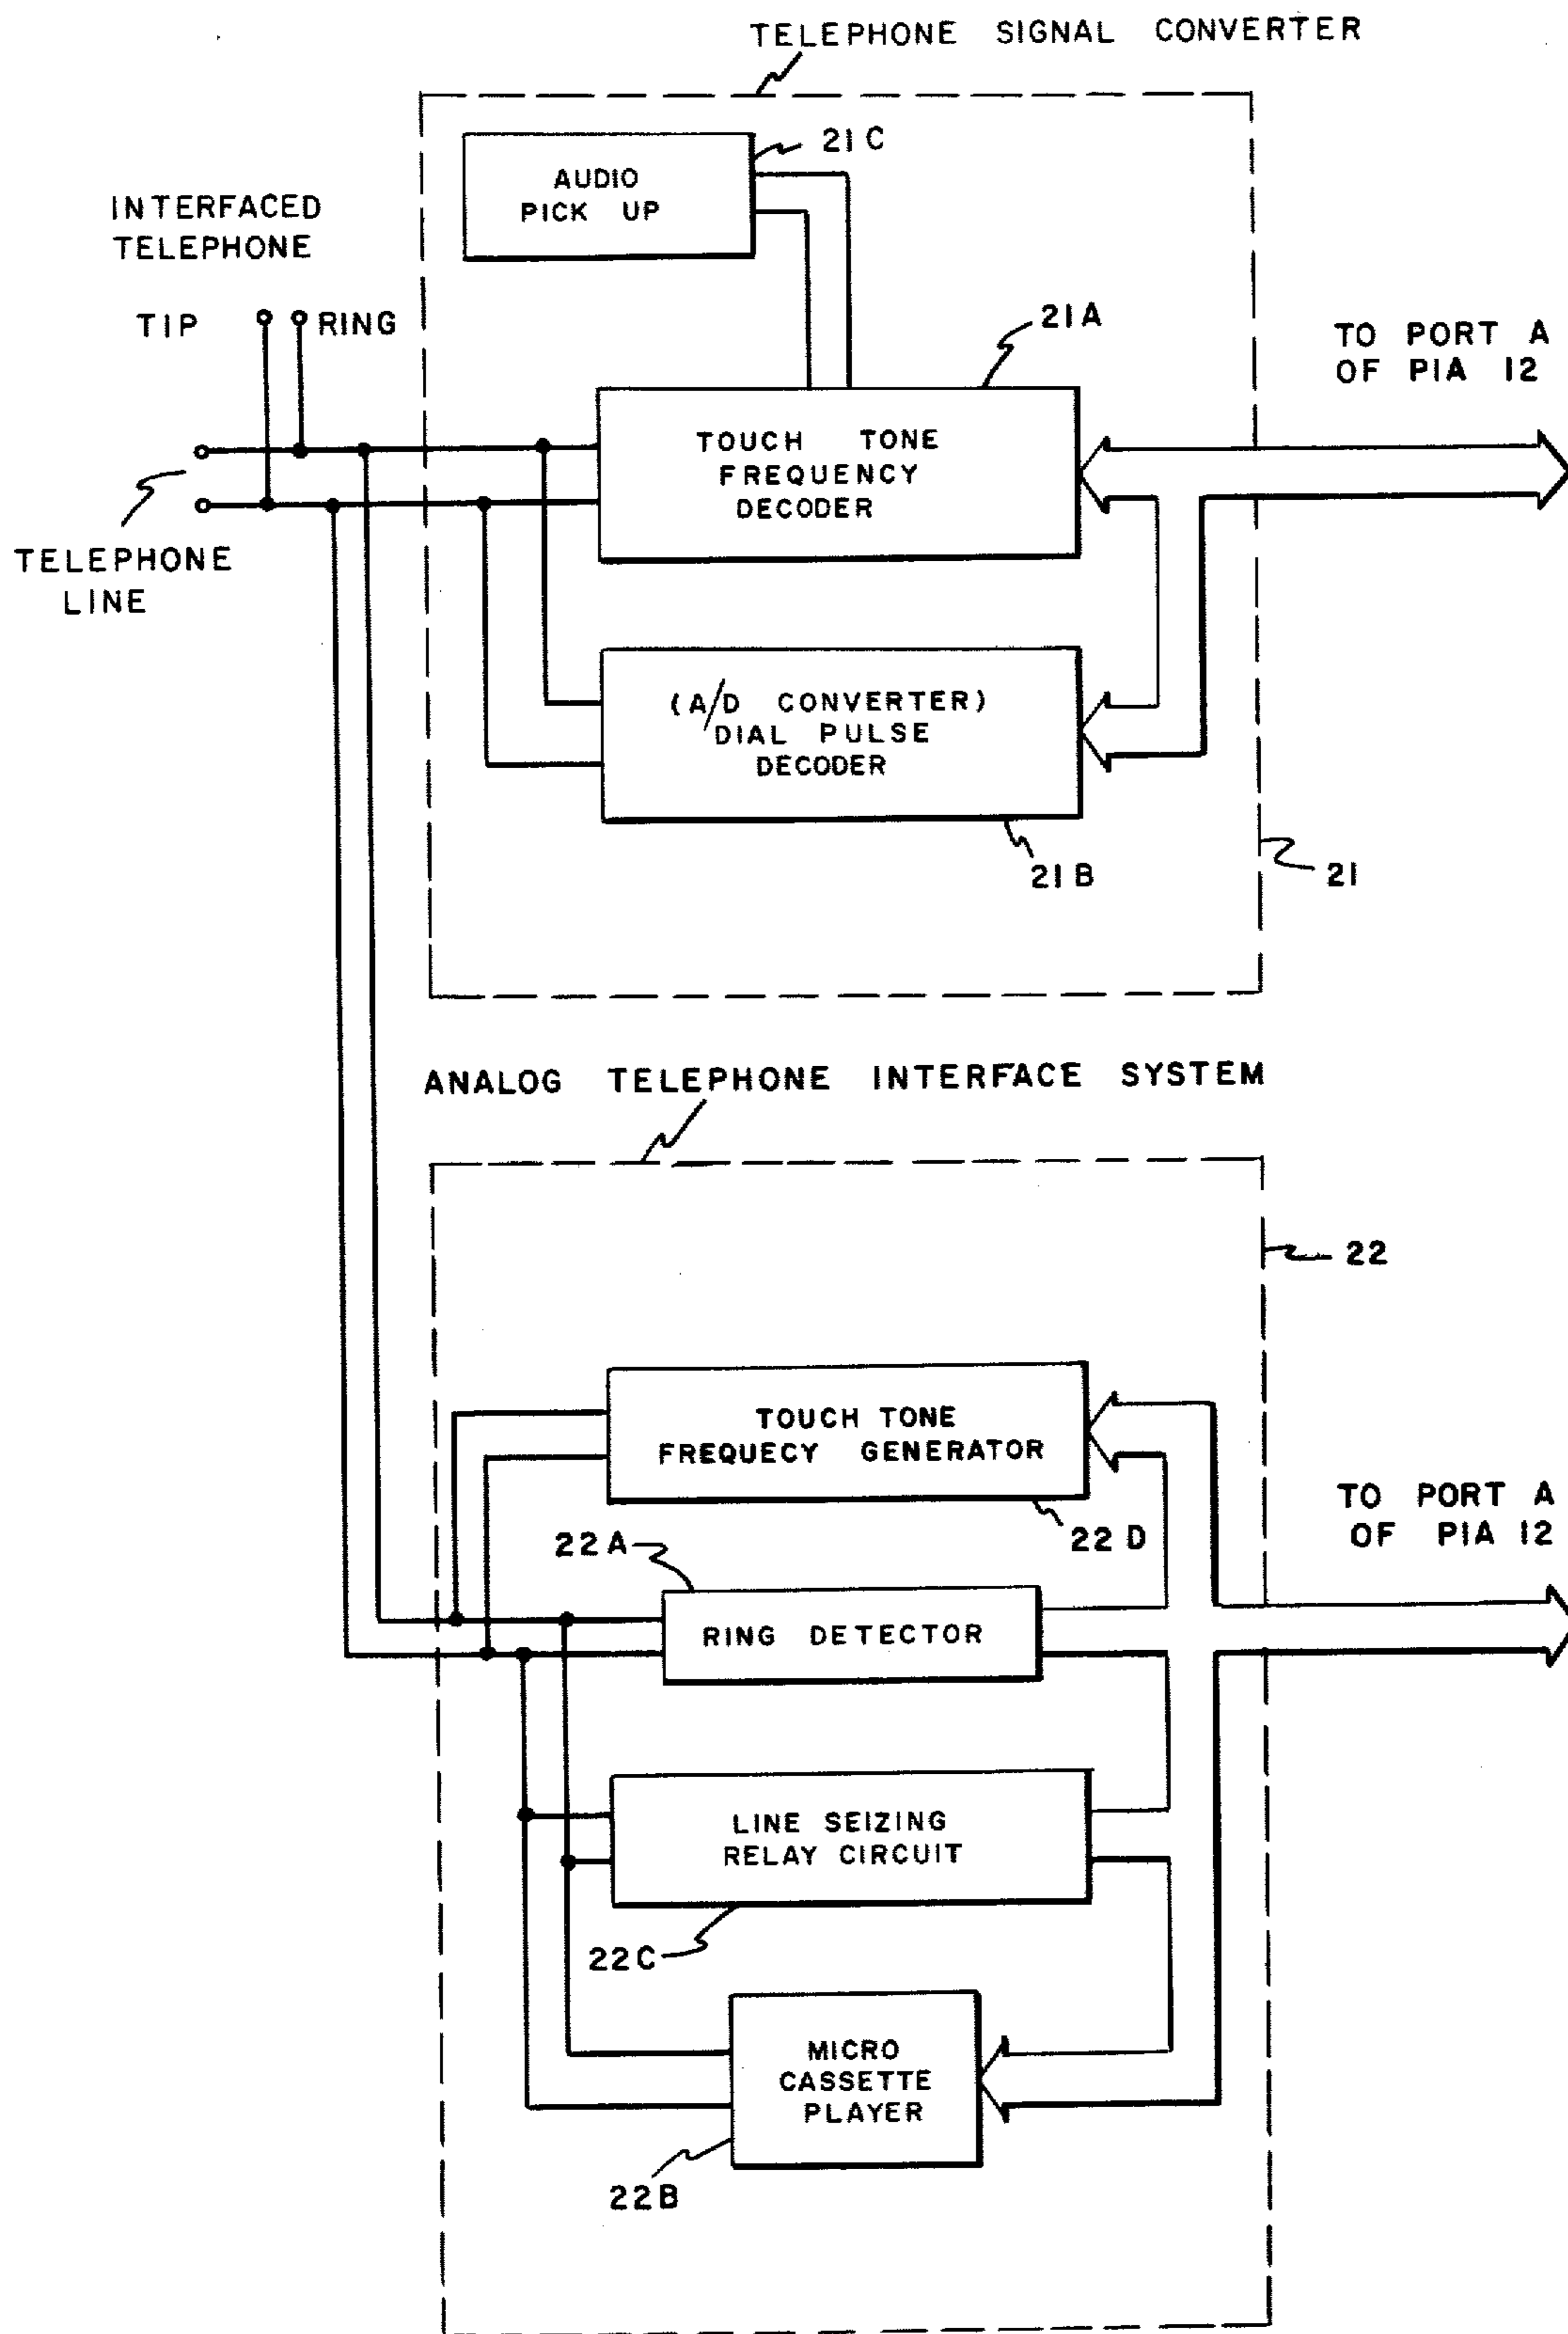 TELEPHONE SIGNAL CONVERTER
21C
AUDIO
PICK UP
INTERFACED
TELEPHONE
TIP
RING
21A
TO PORT A
OF PIA 12
TOUCH TONE
FREQUENCY
DECODER
TELEPHONE
LINE
(A/D CONVERTER)
DIAL PULSE
DECODER
21B
21
ANALOG TELEPHONE INTERFACE SYSTEM
22
TOUCH TONE
FREQUECY GENERATOR
22D
22A
TO PORT A
OF PIA 12
RING DETECTOR
LINE SEIZING
RELAY CIRCUIT
22C
MICRO
CASSETTE
PLAYER
22B